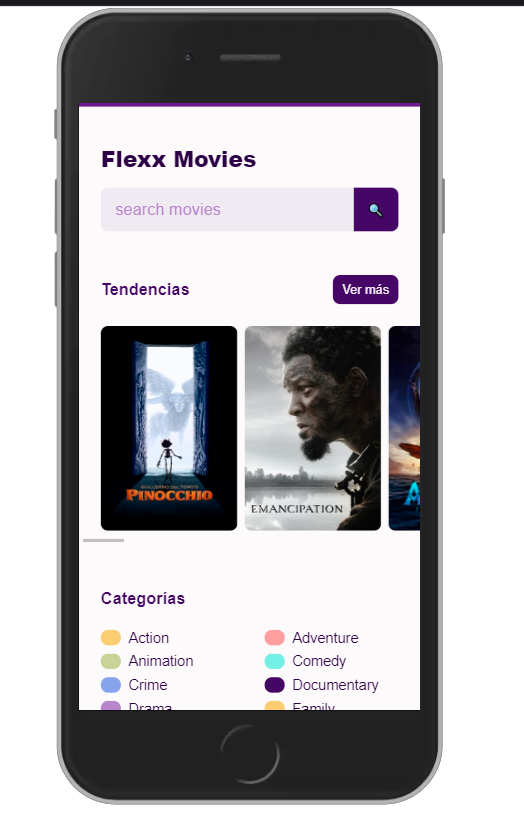 Flexx Movies
search movies
Tendencias
Ver más
GUILLERMO DEL TORO'S
PINOCCHIO
EMANCIPATION
A
Categorías
Action
Adventure
Animation
Comedy
Crime
Documentary
Drama
Family